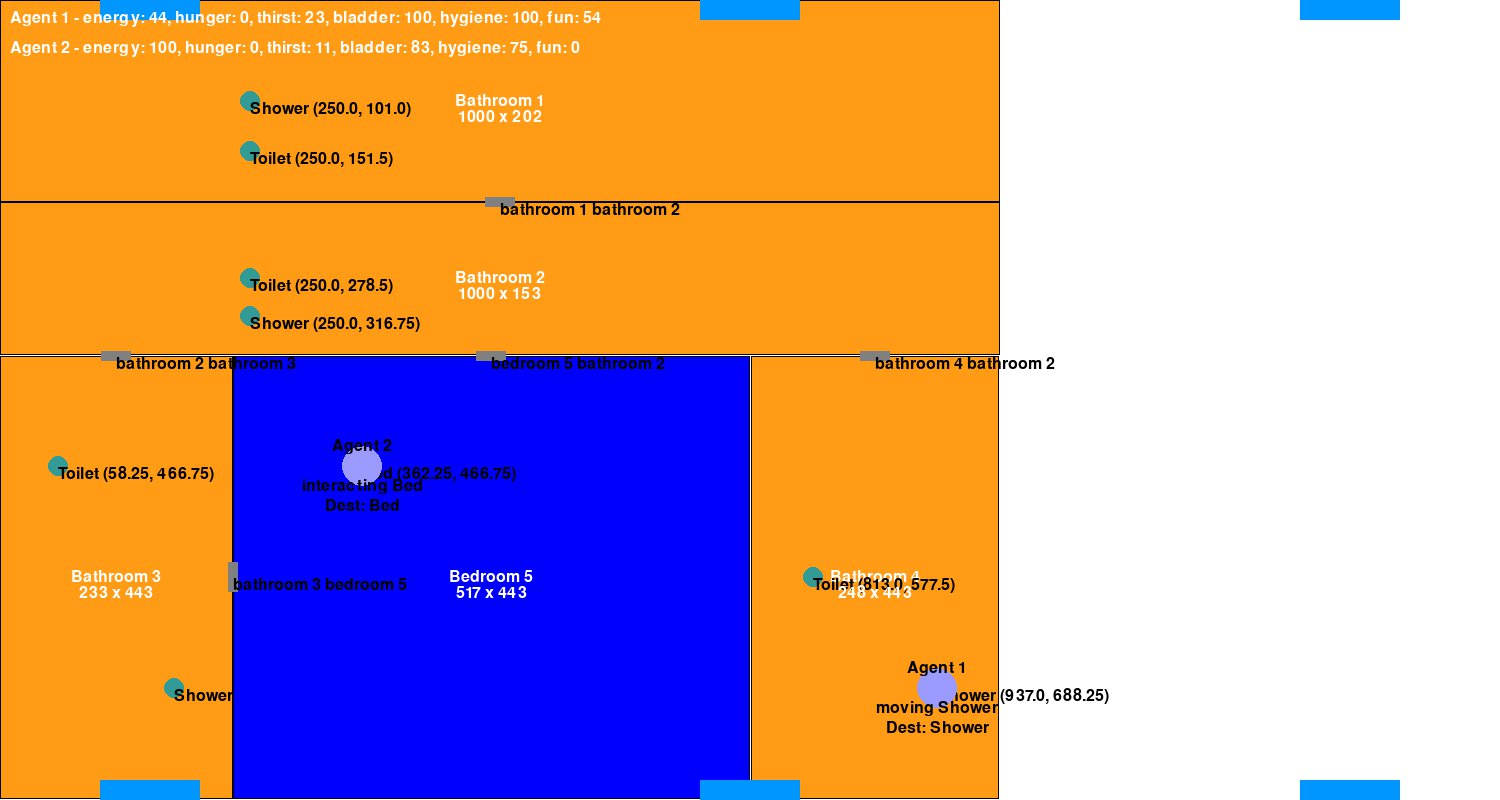 Agent 1 - energy: 44, hunger: 0, thirst: 23, bladder: 100, hygiene: 100, fun: 54
Agent 2 - energy: 100, hunger: 0, thirst: 11, bladder: 83, hygiene: 75, fun: 0
Shower (250.0, 101.0)
Bathroom 1
1000 x 202
Toilet (250.0, 151.5)
bathroom 1 bathroom 2
Toilet (250.0, 278.5)
Bathroom 2
1000 x 153
Shower (250.0, 316.75)
bathroom 2 bathroom 3
bedroom 5 bathroom 2
bathroom 4 bathroom 2
Agent 2
Toilet (58.25, 466.75)
(362.25, 466.75)
interacting Bed
Dest: Bed
Bathroom 3
233 x 443
bathroom 3 bedroom 5
Bedroom 5
517 x 443
Bathroom 4
Toilet (813.0, 577.5)
248 x 443
Agent 1
Shower
(937.0, 688.25)
moving Shower
Dest: Shower